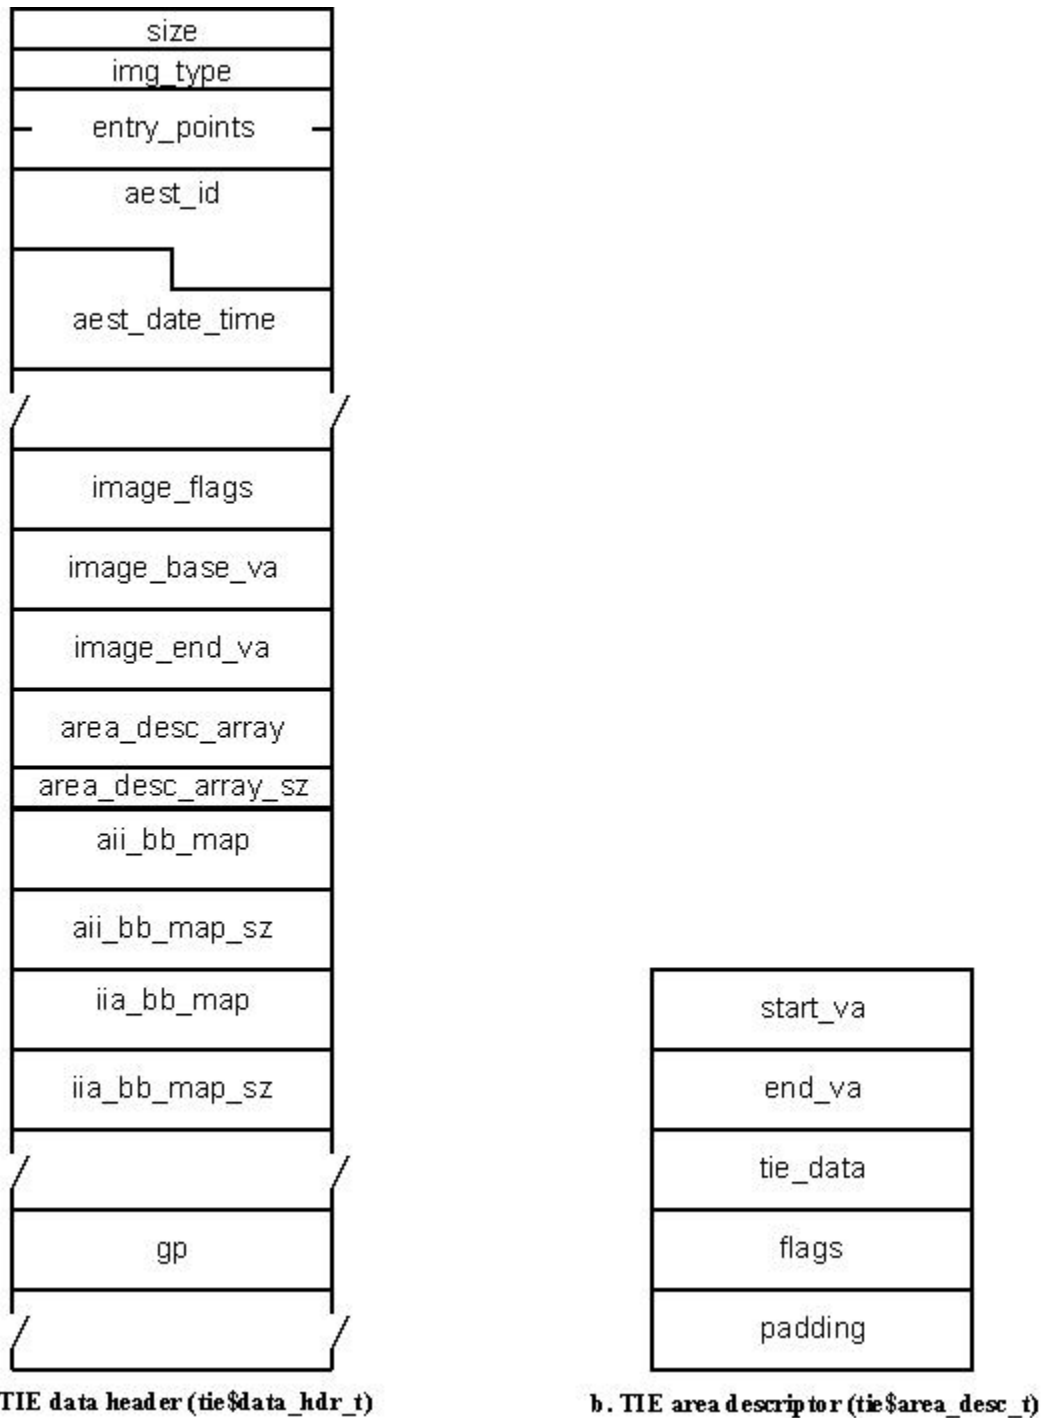 size
img_type
entry_points
aest_id
aest_date_time
image_flags
image_base_va
image_end_va
area_desc_array
area_desc_array_sz
aii_bb_map
aii_bb_map_sz
iia_bb_map
iia_bb_map_sz
gp
TIE data header (tie$data_hdr_t)
start_va
end_va
tie_data
flags
padding
b. TIE area descriptor (tie$area_desc_t)